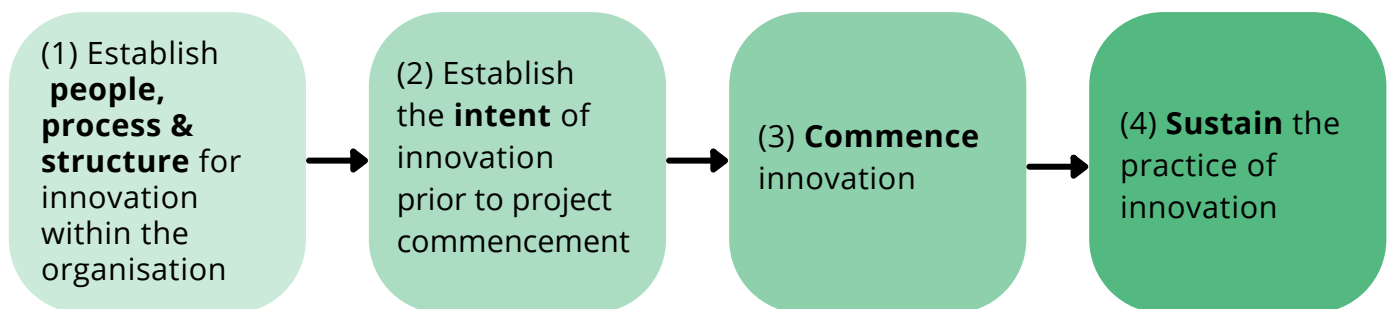 (1) Establish
people,
process &
structure for
innovation
within the
organisation
(2) Establish
the intent of
innovation
prior to project
commencement
(3) Commence
innovation
(4) Sustain the
practice of
innovation